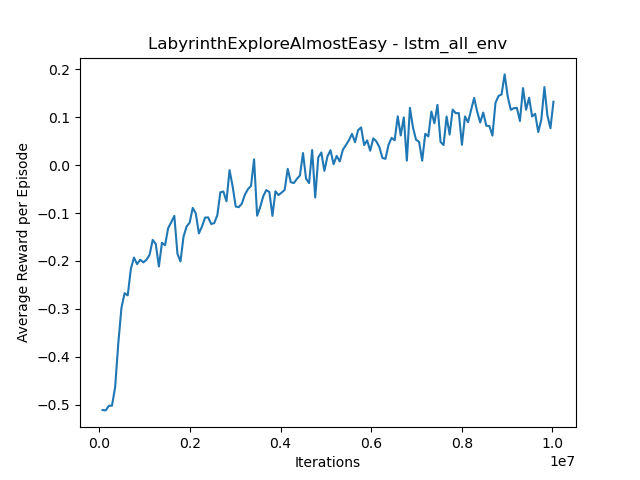 LabyrinthExploreAlmostEasy - lstm_all_env
Average Reward per Episode
0.2
0.1
0.0
−0.1
−0.2
−0.3
−0.4
−0.5
0.0 0.2 0.4 0.6 0.8 1.0
1e7
Iterations